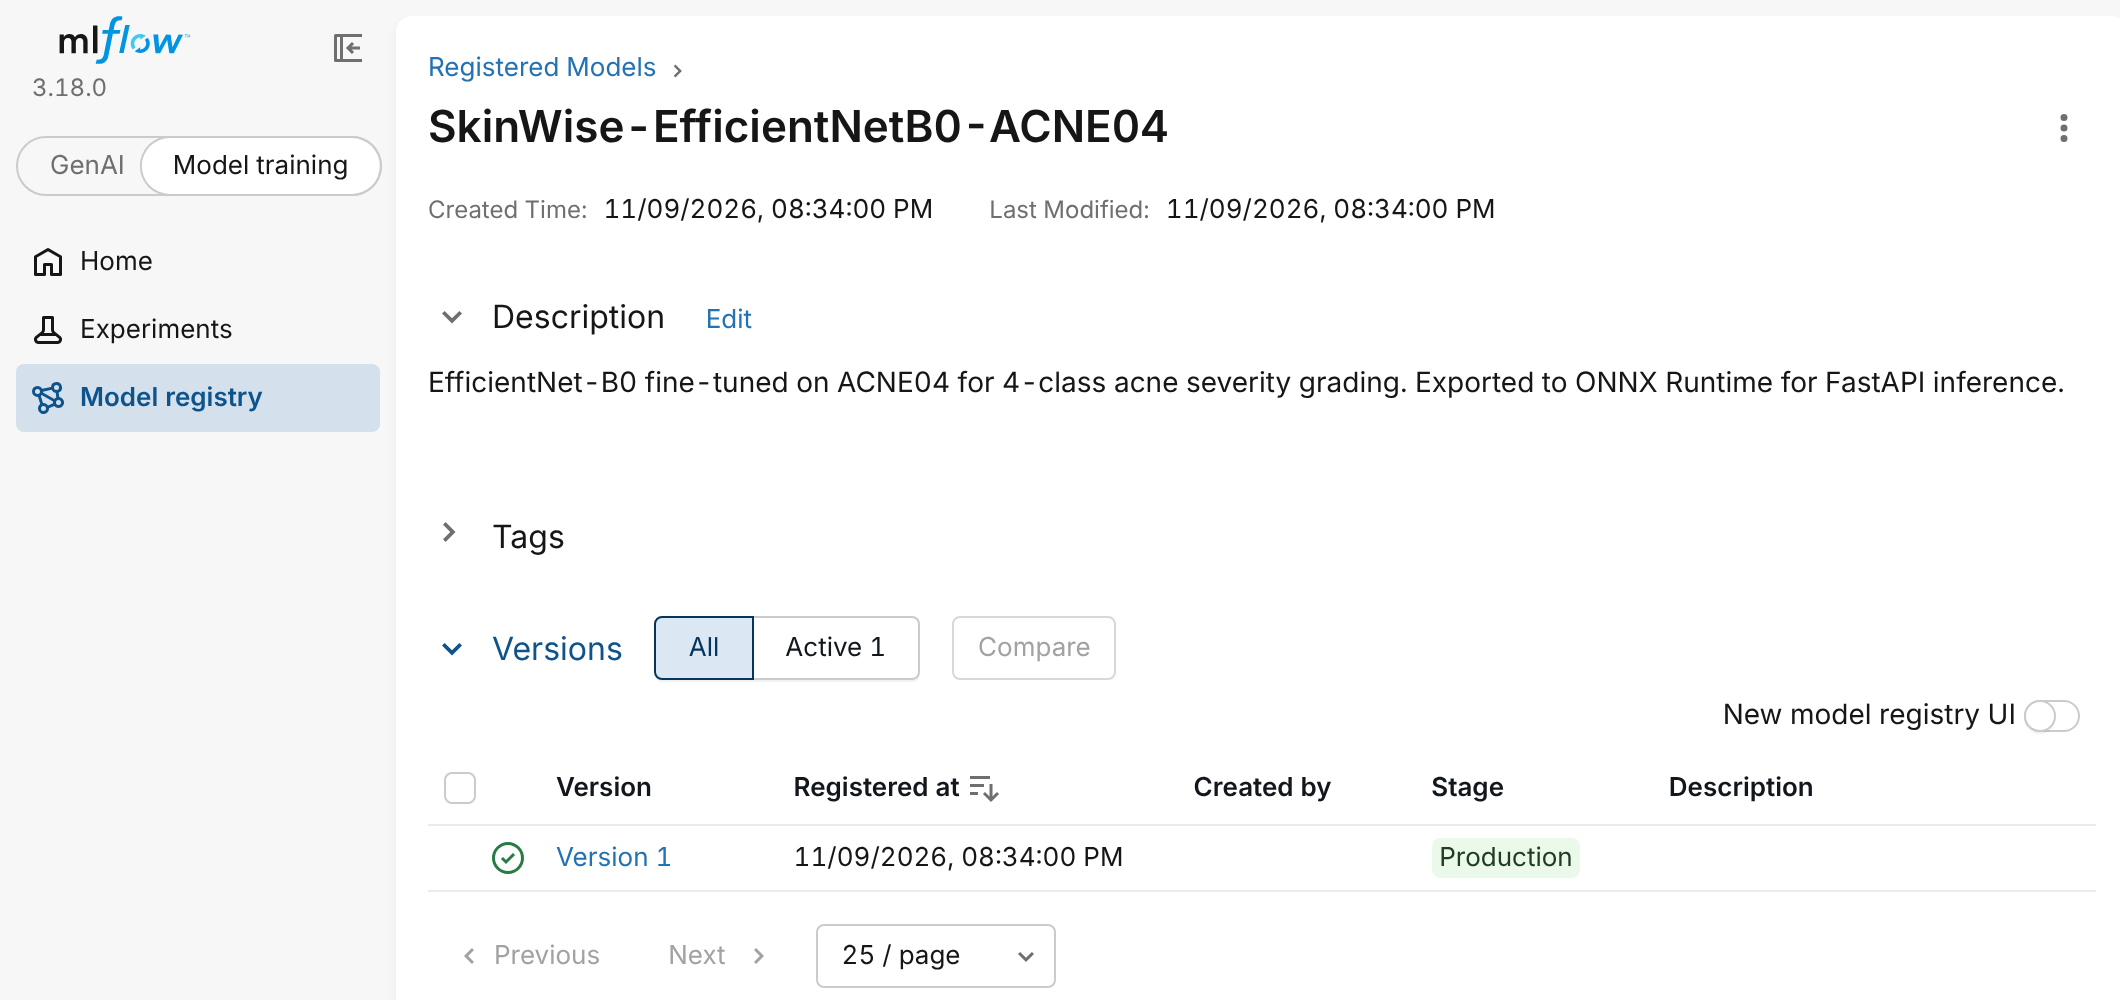 mlflow™
3.18.0
GenAI Model training
Home
Experiments
Model registry
Registered Models
SkinWise-EfficientNetB0-ACNE04
Created Time: 11/09/2026, 08:34:00 PM Last Modified: 11/09/2026, 08:34:00 PM
Description Edit
EfficientNet-B0 fine-tuned on ACNE04 for 4-class acne severity grading. Exported to ONNX Runtime for FastAPI inference.
Tags
Versions All Active 1 Compare
New model registry UI
Version Registered at Created by Stage Description
Version 1 11/09/2026, 08:34:00 PM Production
Previous Next 25 / page